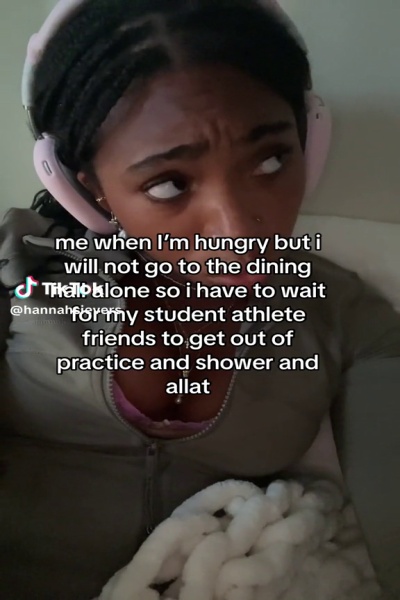 me when I'm hungry but i
will not go to the dining
TikTok
hall alone so i have to wait
@hannahsievers
for my student athlete
friends to get out of
practice and shower and
allat